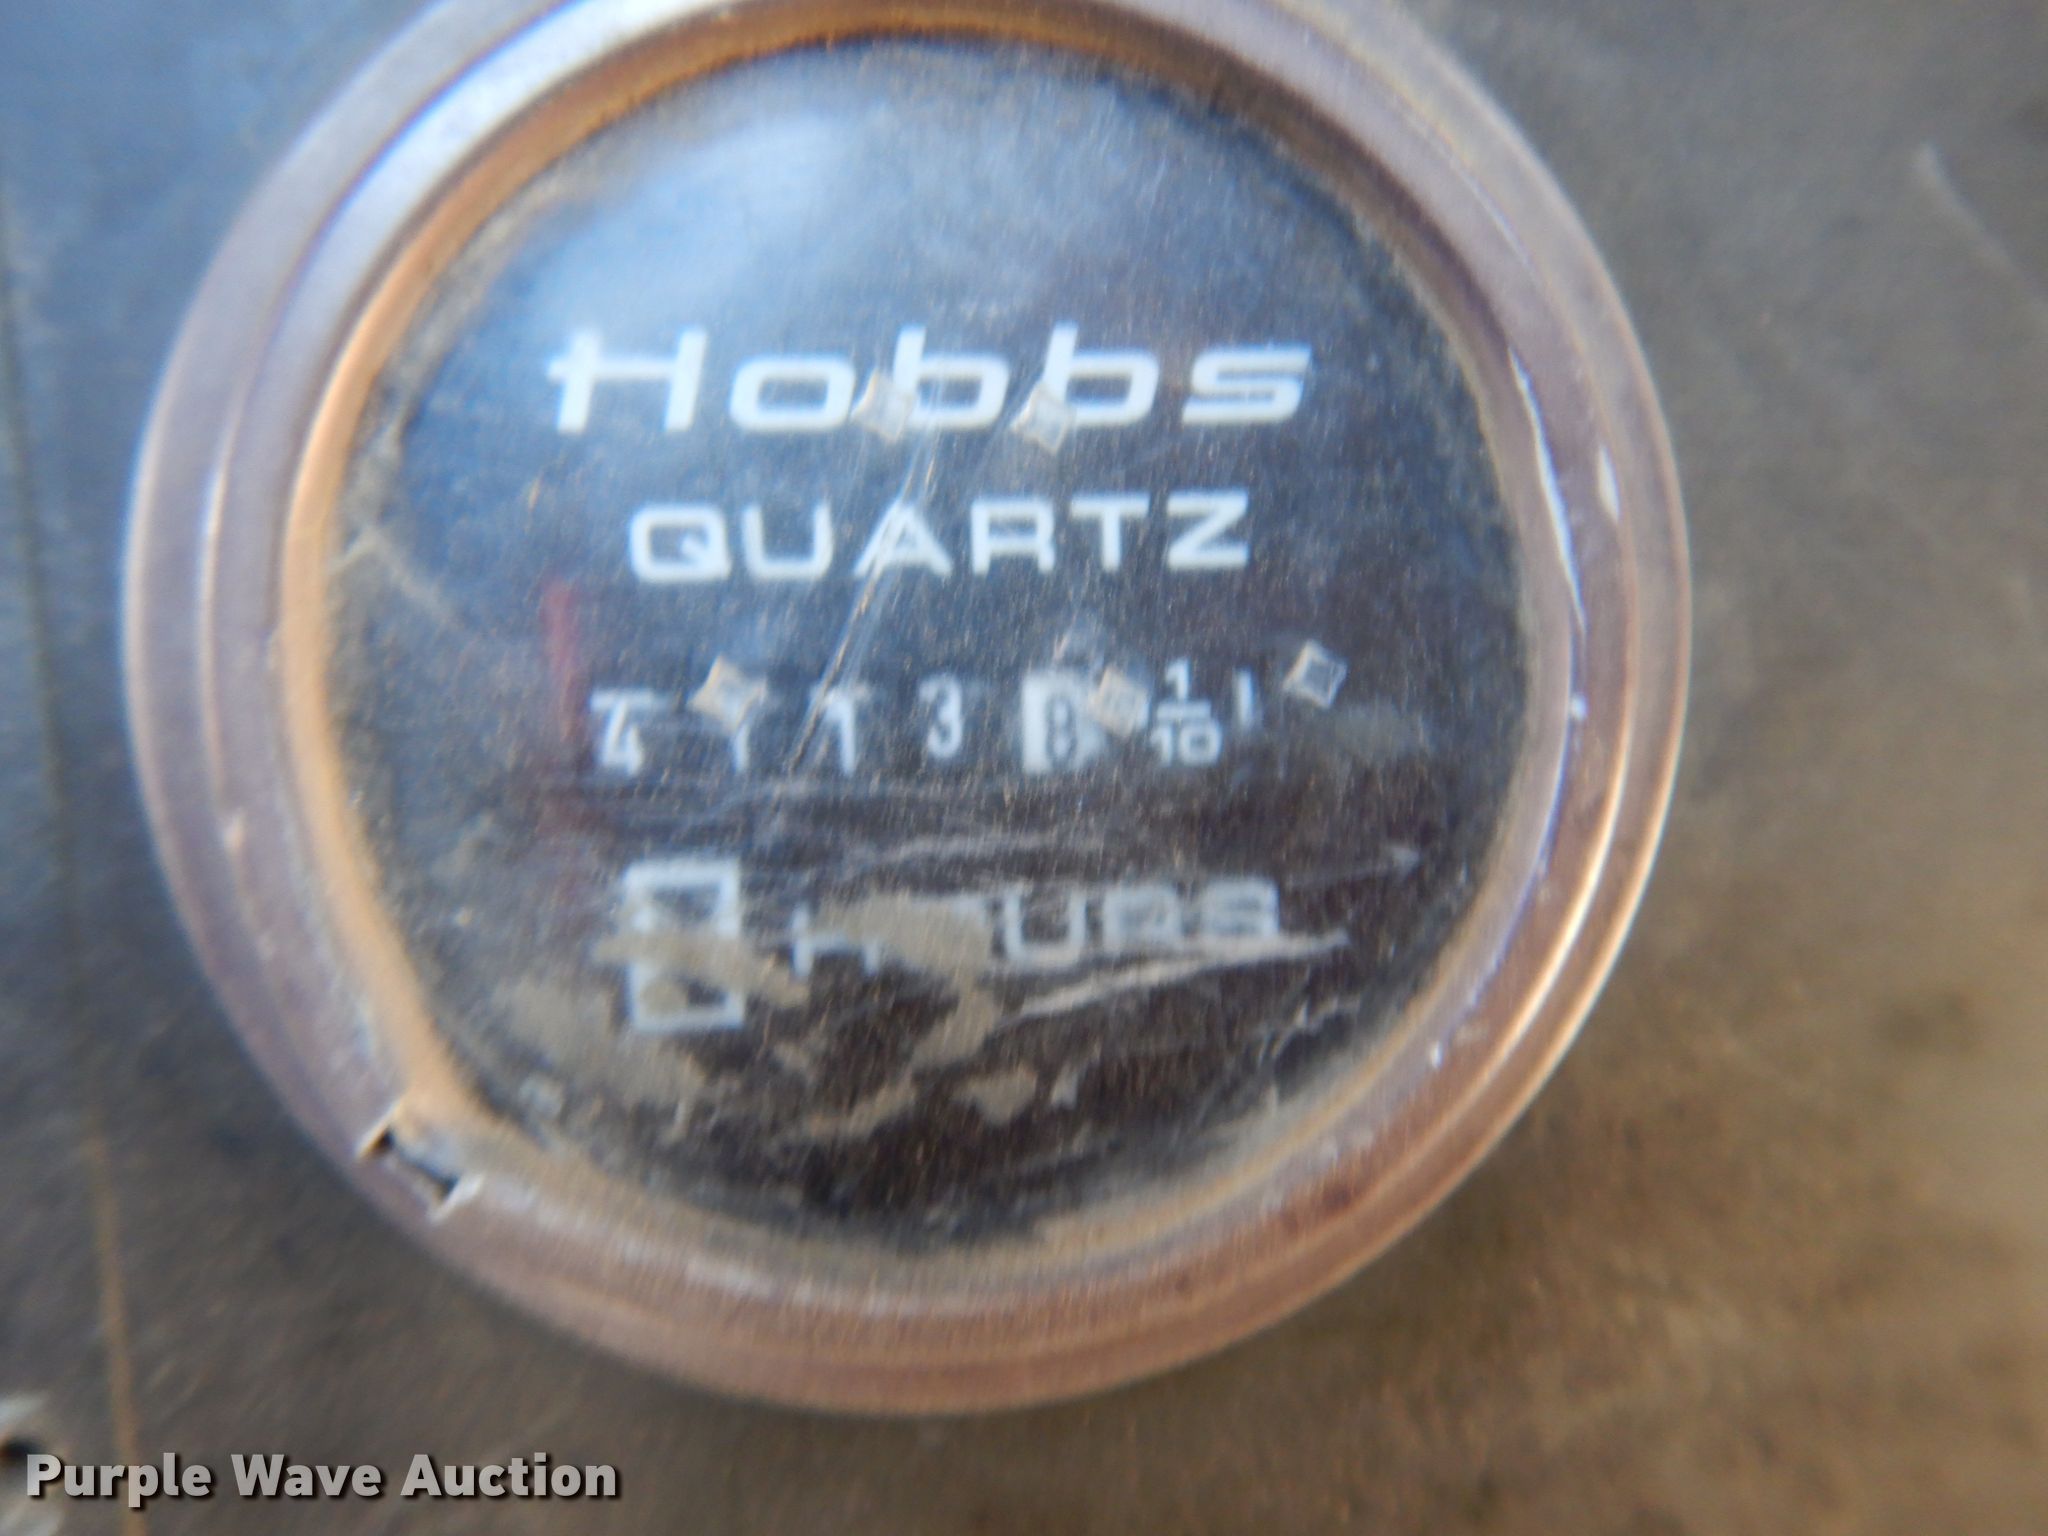 Hobbs
QUARTZ
4 1 1 3 8 1/10
HOURS
Purple Wave Auction